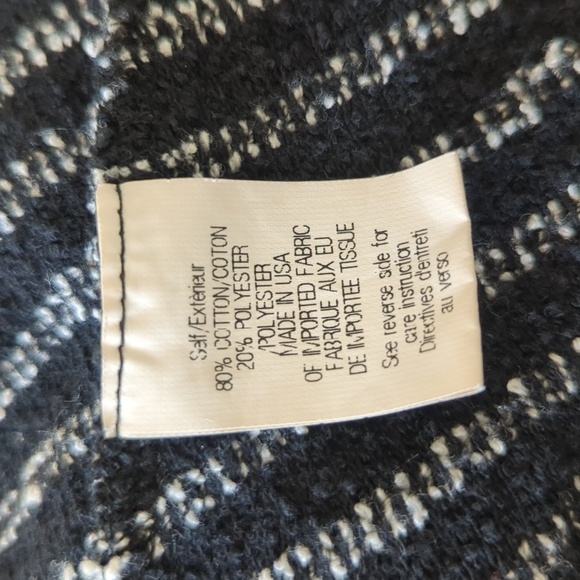 Self/Extérieur
80% COTTON/COTON
20% POLYESTER
/POLYESTER
MADE IN USA
OF IMPORTED FABRIC
FABRIQUE AUX EU
DE IMPORTEE TISSUE
See reverse side for
care instruction
Directives d'entreti
au verso